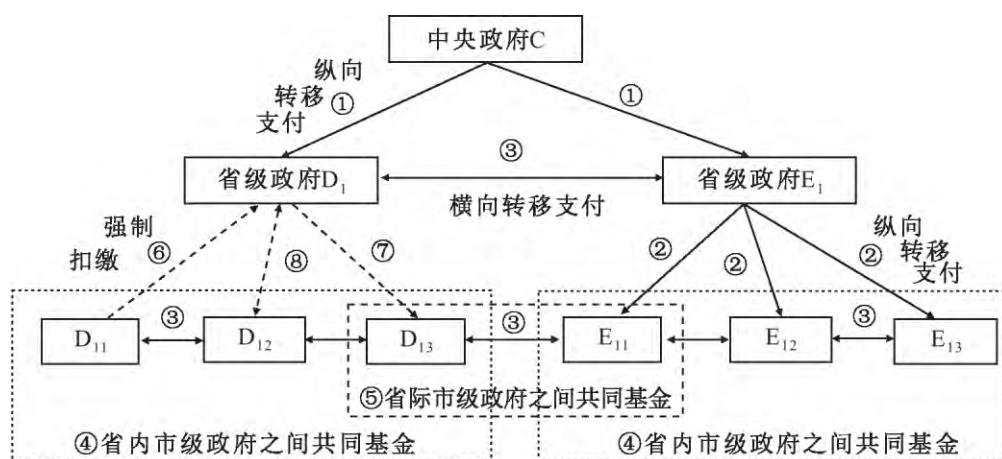 中央政府C
纵向
转移
支付
①
①
③
省级政府D₁
省级政府E₁
横向转移支付
强制
扣缴
⑥
⑧
⑦
②
②
②
纵向
转移
支付
D₁₁
③
D₁₂
D₁₃
③
E₁₁
E₁₂
③
E₁₃
⑤省际市级政府之间共同基金
④省内市级政府之间共同基金
④省内市级政府之间共同基金